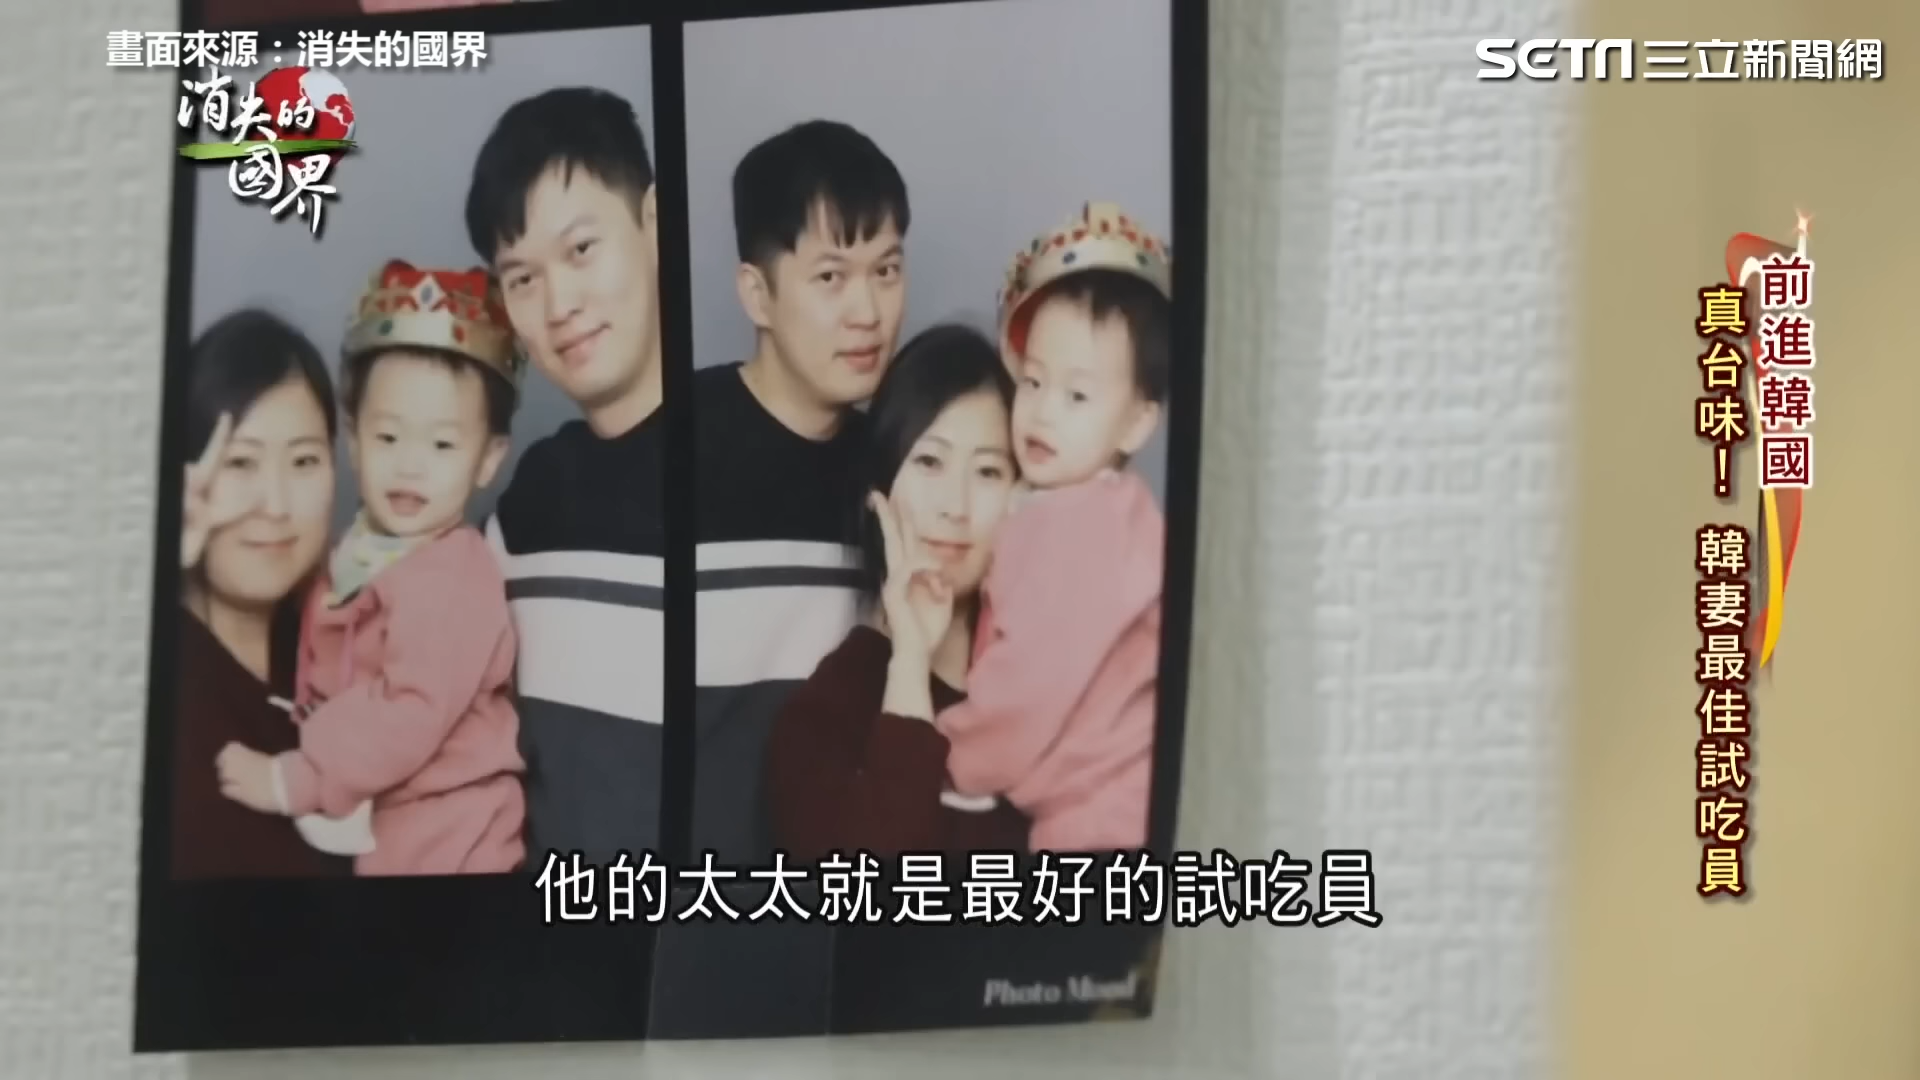 畫面來源：消失的國界
消失的
國界
SETN三立新聞網
前進韓國
真台味！ 韓妻最佳試吃員
他的太太就是最好的試吃員
Photo Mood